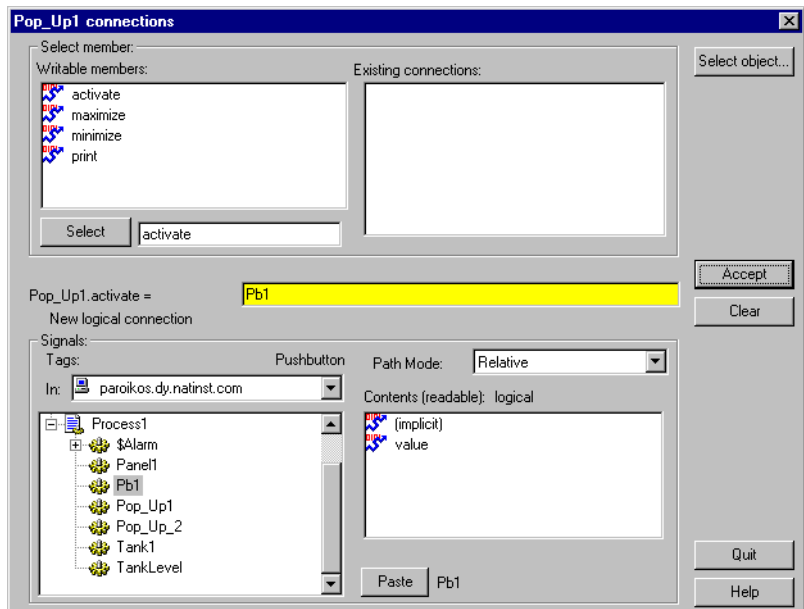 Pop_Up1 connections
Select member:
Writable members:
Existing connections:
Select object...
activate
maximize
minimize
print
Select
activate
Accept
Pop_Up1.activate =
Pb1
Clear
New logical connection
Signals:
Tags:
Pushbutton
Path Mode:
Relative
In:
paroikos.dy.natinst.com
Contents (readable): logical
Process1
$Alarm
Panel1
Pb1
Pop_Up1
Pop_Up_2
Tank1
TankLevel
(implicit)
value
Paste
Pb1
Quit
Help